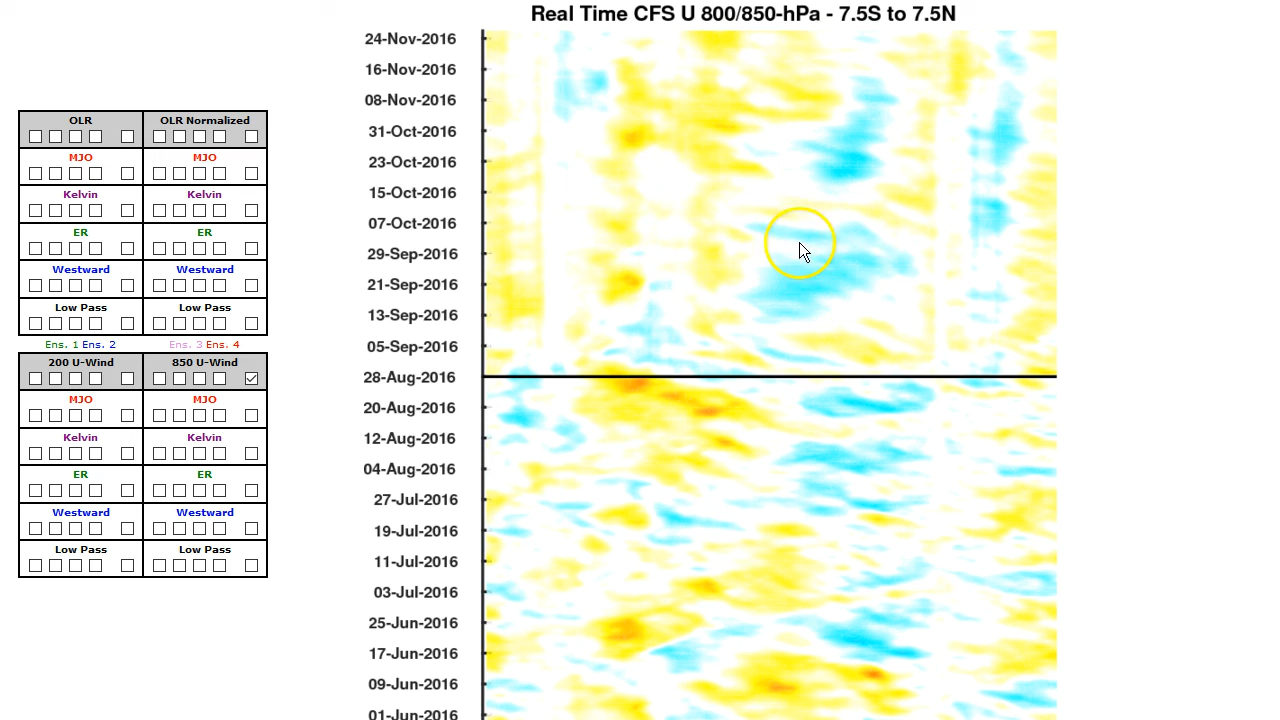 Real Time CFS U 800/850-hPa - 7.5S to 7.5N
OLR OLR Normalized
MJO MJO
Kelvin Kelvin
ER ER
Westward Westward
Low Pass Low Pass
Ens. 1 Ens. 2 Ens. 3 Ens. 4
200 U-Wind 850 U-Wind
MJO MJO
Kelvin Kelvin
ER ER
Westward Westward
Low Pass Low Pass
24-Nov-2016
16-Nov-2016
08-Nov-2016
31-Oct-2016
23-Oct-2016
15-Oct-2016
07-Oct-2016
29-Sep-2016
21-Sep-2016
13-Sep-2016
05-Sep-2016
28-Aug-2016
20-Aug-2016
12-Aug-2016
04-Aug-2016
27-Jul-2016
19-Jul-2016
11-Jul-2016
03-Jul-2016
25-Jun-2016
17-Jun-2016
09-Jun-2016
01-Jun-2016